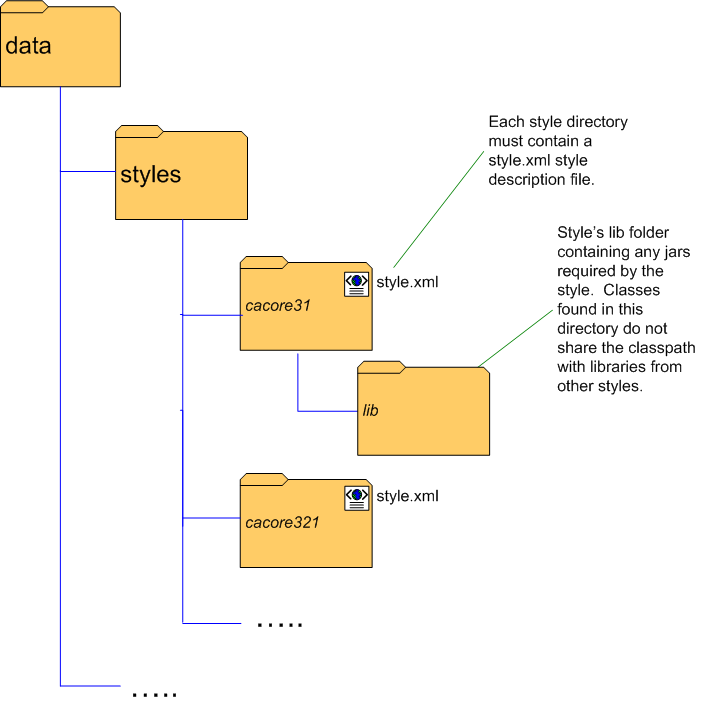 data
styles
Each style directory
must contain a
style.xml style
description file.
Style's lib folder
containing any jars
required by the
style.  Classes
found in this
directory do not
share the classpath
with libraries from
other styles.
style.xml
cacore31
lib
style.xml
cacore321
.....
.....